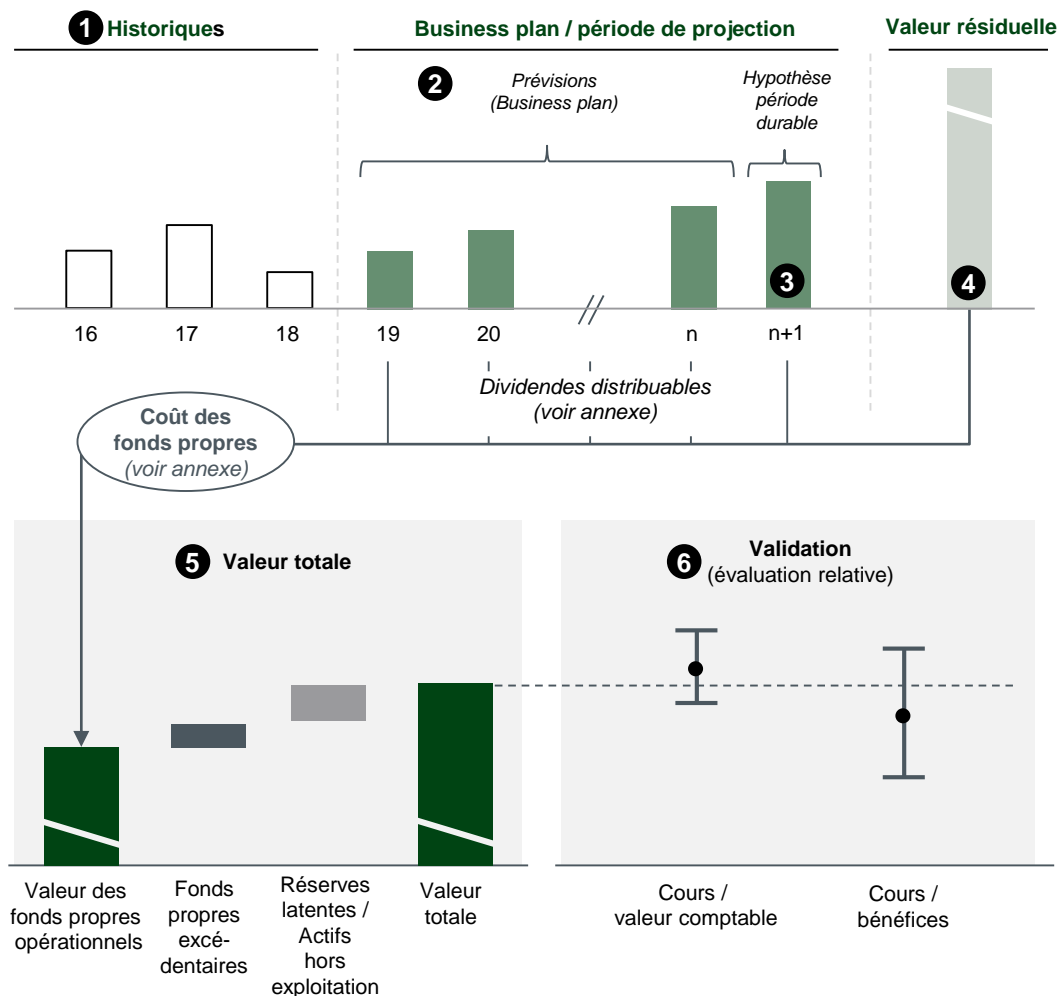 1 Historiques
Business plan / période de projection
Valeur résiduelle
2
Prévisions
(Business plan)
Hypothèse
période
durable
3
4
16
17
18
19
20
n
n+1
Dividendes distribuables
(voir annexe)
Coût des
fonds propres
(voir annexe)
5 Valeur totale
6
Validation
(évaluation relative)
Valeur des
fonds propres
opérationnels
Fonds
propres
excé-
dentaires
Réserves
latentes /
Actifs
hors
exploitation
Valeur
totale
Cours /
valeur comptable
Cours /
bénéfices